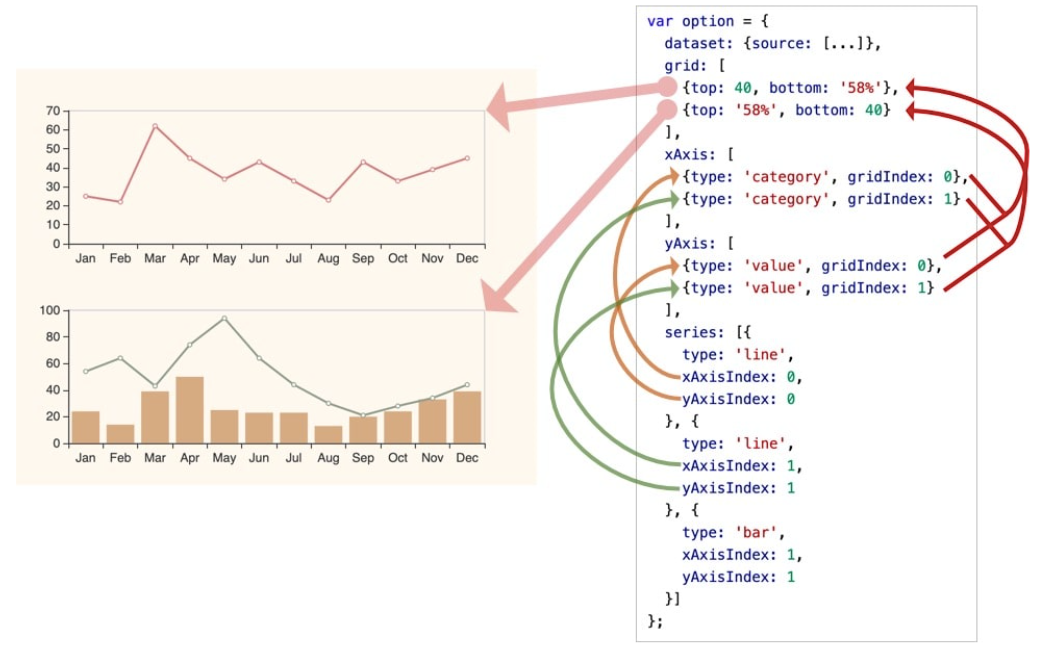 70
60
50
40
30
20
10
0
Jan Feb Mar Apr May Jun Jul Aug Sep Oct Nov Dec
100
80
60
40
20
0
Jan Feb Mar Apr May Jun Jul Aug Sep Oct Nov Dec
var option = {
dataset: {source: [...]},
grid: [
{top: 40, bottom: '58%'},
{top: '58%', bottom: 40}
],
xAxis: [
{type: 'category', gridIndex: 0},
{type: 'category', gridIndex: 1}
],
yAxis: [
{type: 'value', gridIndex: 0},
{type: 'value', gridIndex: 1}
],
series: [{
type: 'line',
xAxisIndex: 0,
yAxisIndex: 0
}, {
type: 'line',
xAxisIndex: 1,
yAxisIndex: 1
}, {
type: 'bar',
xAxisIndex: 1,
yAxisIndex: 1
}]
};